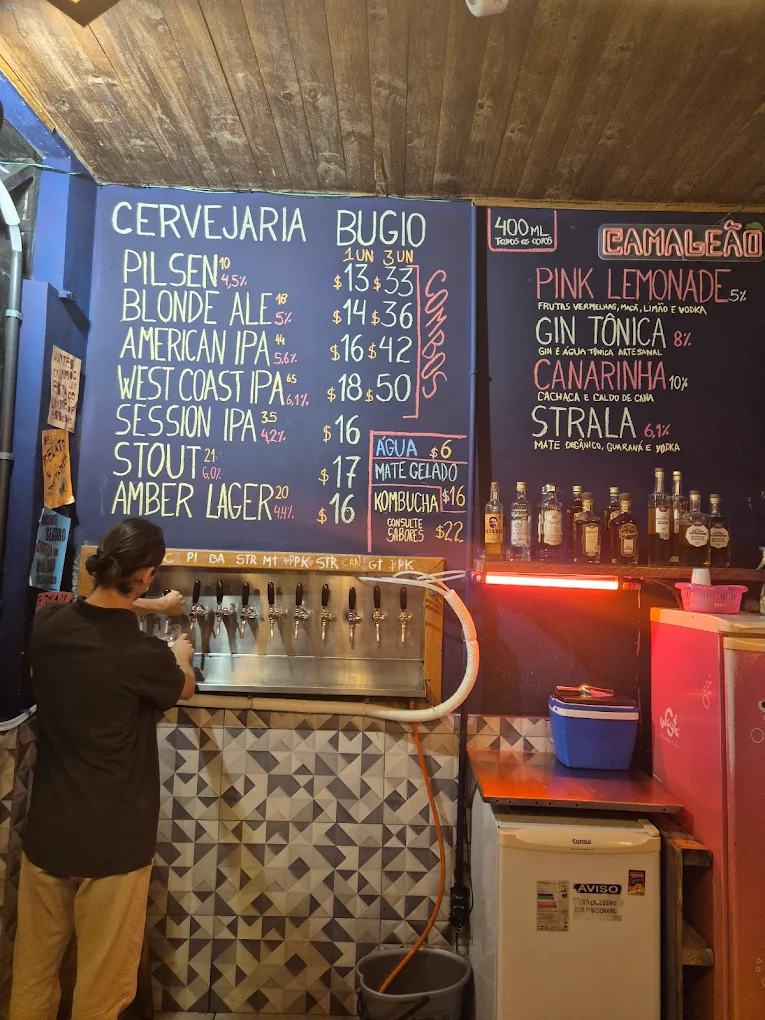 CERVEJARIA BUGIO
1 UN 3 UN
PILSEN 10 4,5% $13 $33
BLONDE ALE 18 5% $14 $36
AMERICAN IPA 44 5,6% $16 $42
WEST COAST IPA 65 6,1% $18 $50
COMBOS
SESSION IPA 35 4,2% $16
STOUT 21 6,0% $17
AMBER LAGER 20 4,4% $16
ÁGUA $6
MATE GELADO
KOMBUCHA $16
CONSULTE
SABORES $22
400 ML
TODOS OS COPOS
CAMALEÃO
PINK LEMONADE 5%
FRUTAS VERMELHAS, MAÇÃ, LIMÃO E VODKA
GIN TÔNICA 8%
GIN E ÁGUA TÔNICA ARTESANAL
CANARINHA 10%
CACHAÇA E CALDO DE CANA
STRALA 6,1%
MATE ORGÂNICO, GUARANÁ E VODKA
C PI BA STR MT PPK STR CAN GT PK
Consul
AVISO
USO EXCLUSIVO
DOS FUNCIONÁRIOS